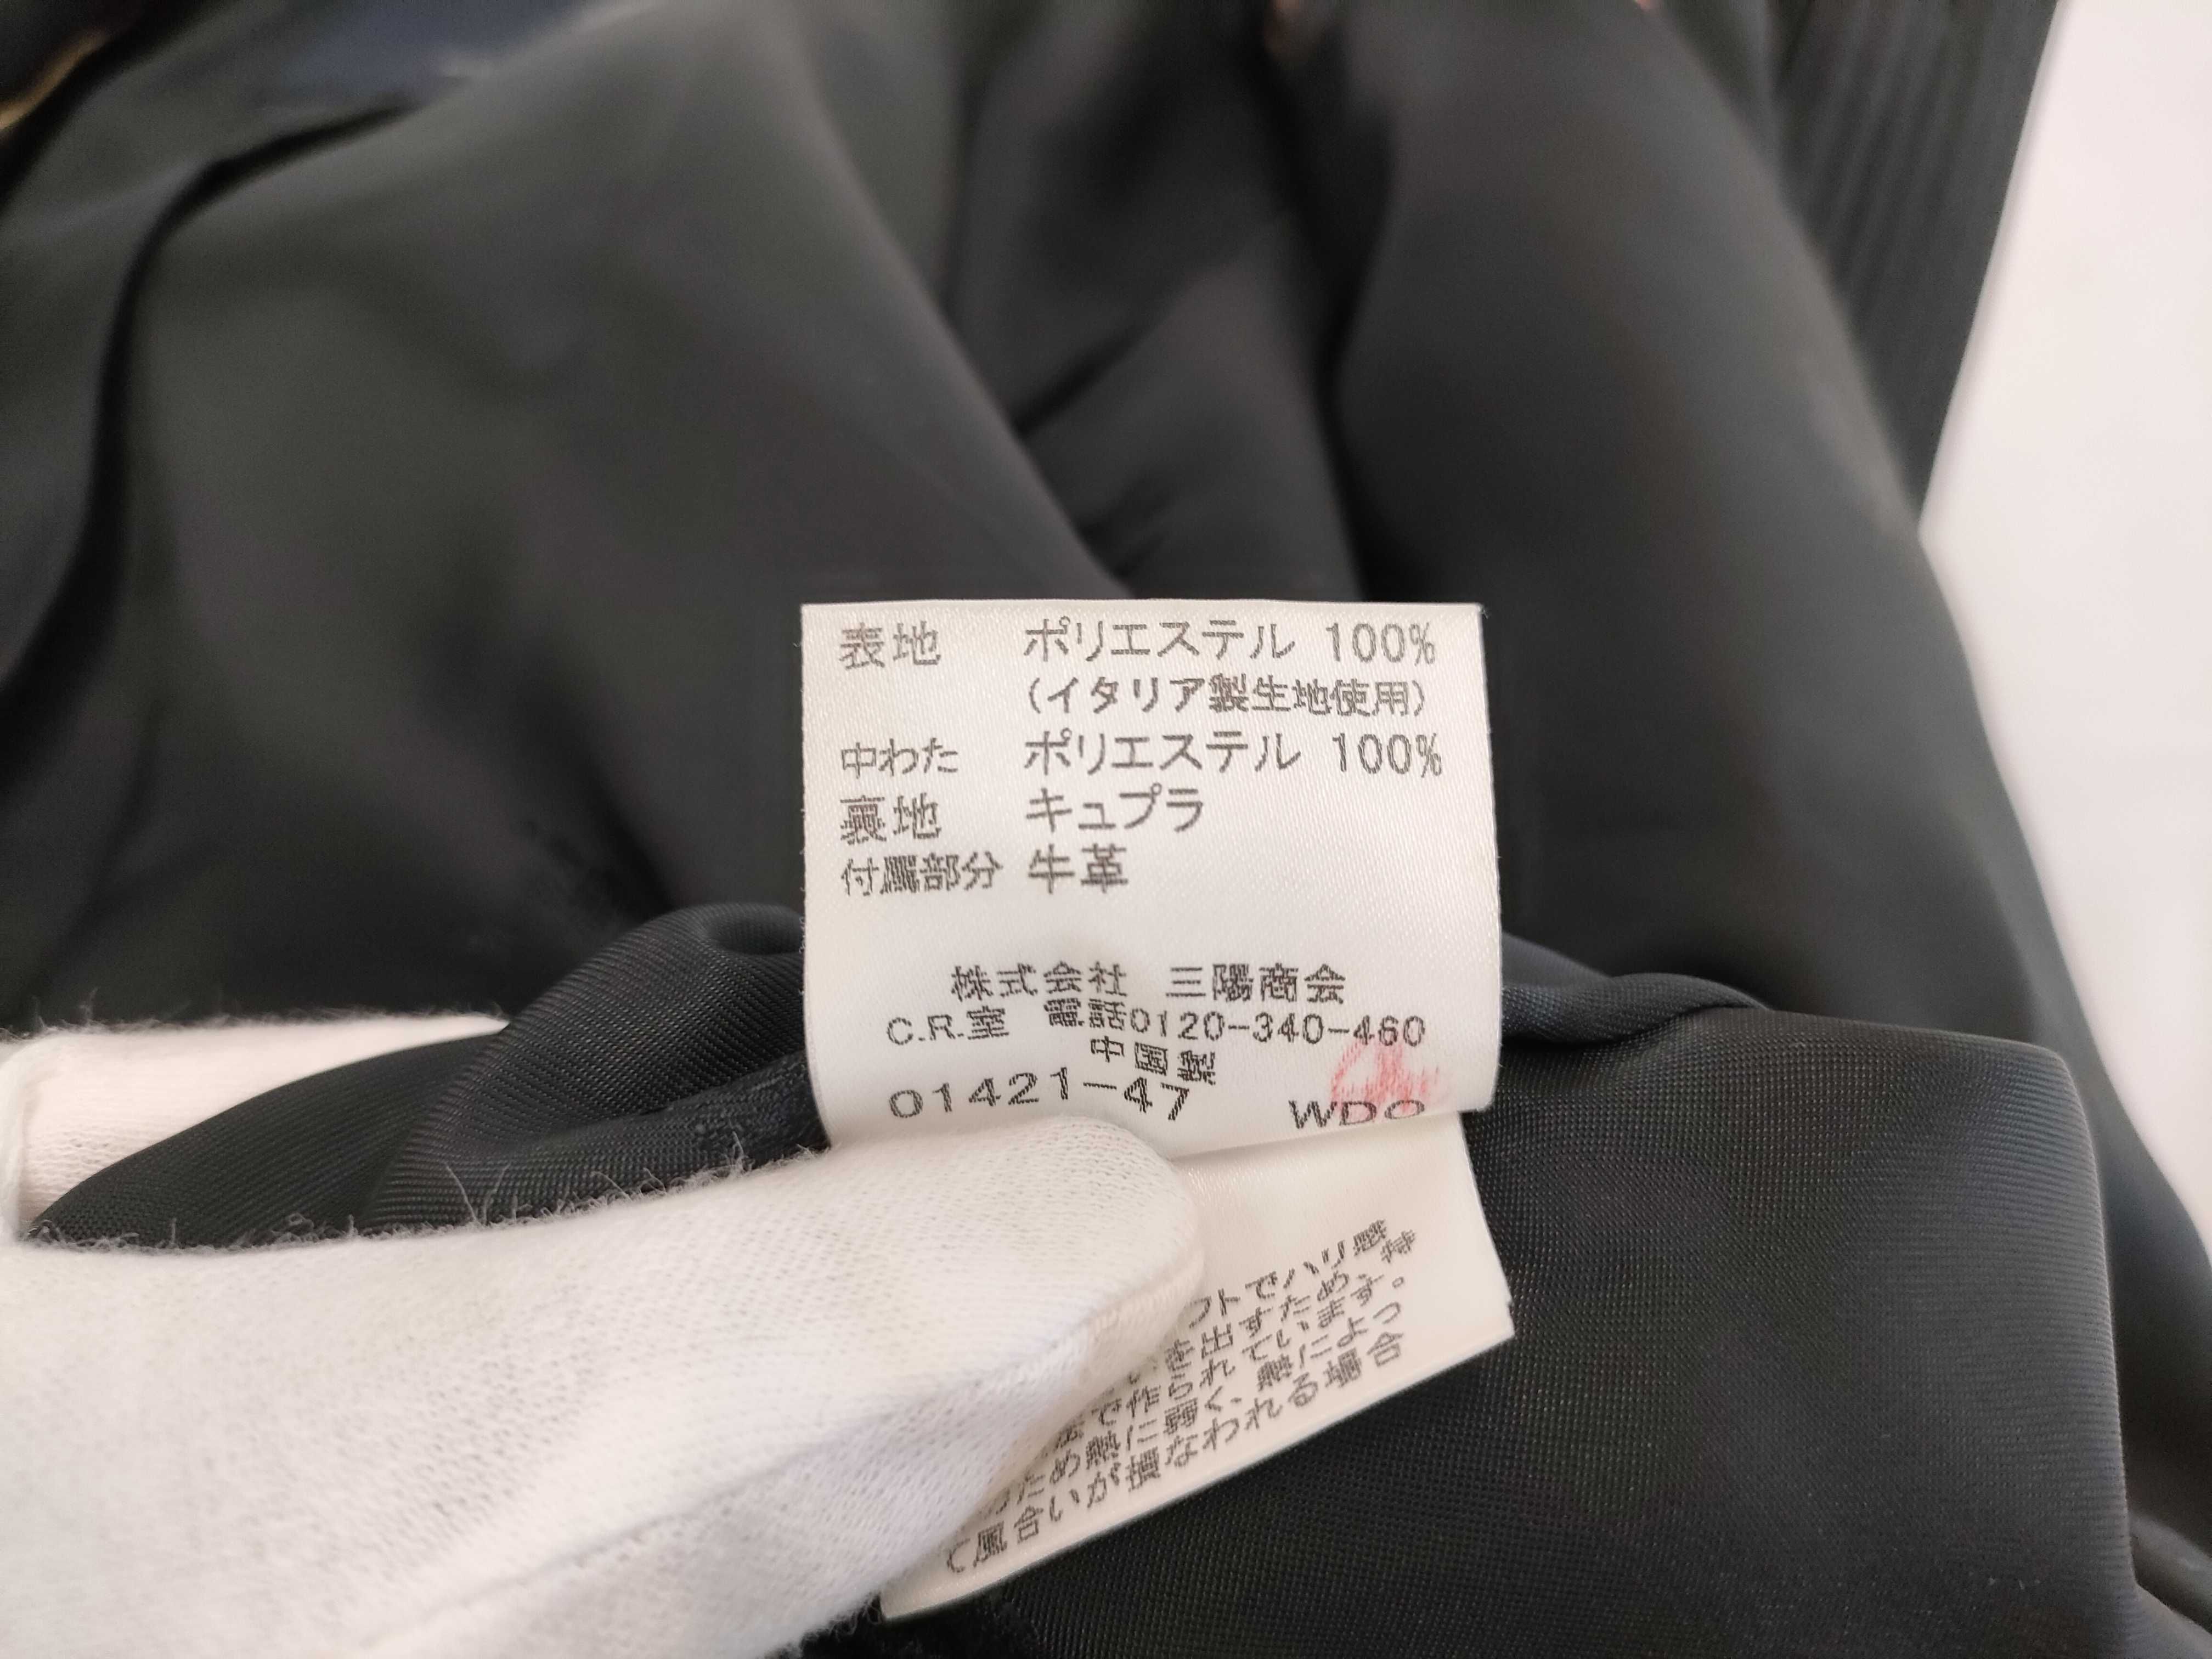 表地 ポリエステル 100%
(イタリア製生地使用)
中わた ポリエステル 100%
裏地 キュプラ
付属部分 牛革
株式会社 三陽商会
C.R.室 電話0120-340-460
中国製
01421-47 WDO
フトでハリ感
を出すため、特
で作られています。
ため熱に弱く、熱によっ
て風合いが損なわれる場合